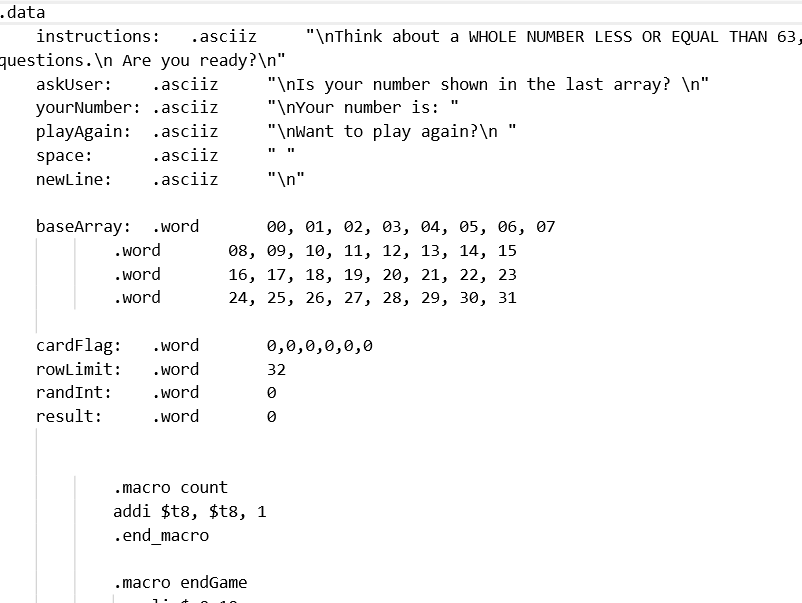 .data
instructions: .asciiz "\nThink about a WHOLE NUMBER LESS OR EQUAL THAN 63,
questions.\n Are you ready?\n"
askUser: .asciiz "\nIs your number shown in the last array? \n"
yourNumber: .asciiz "\nYour number is: "
playAgain: .asciiz "\nWant to play again?\n "
space: .asciiz " "
newLine: .asciiz "\n"
baseArray: .word 00, 01, 02, 03, 04, 05, 06, 07
.word 08, 09, 10, 11, 12, 13, 14, 15
.word 16, 17, 18, 19, 20, 21, 22, 23
.word 24, 25, 26, 27, 28, 29, 30, 31
cardFlag: .word 0,0,0,0,0,0
rowLimit: .word 32
randInt: .word 0
result: .word 0
.macro count
addi $t8, $t8, 1
.end_macro
.macro endGame